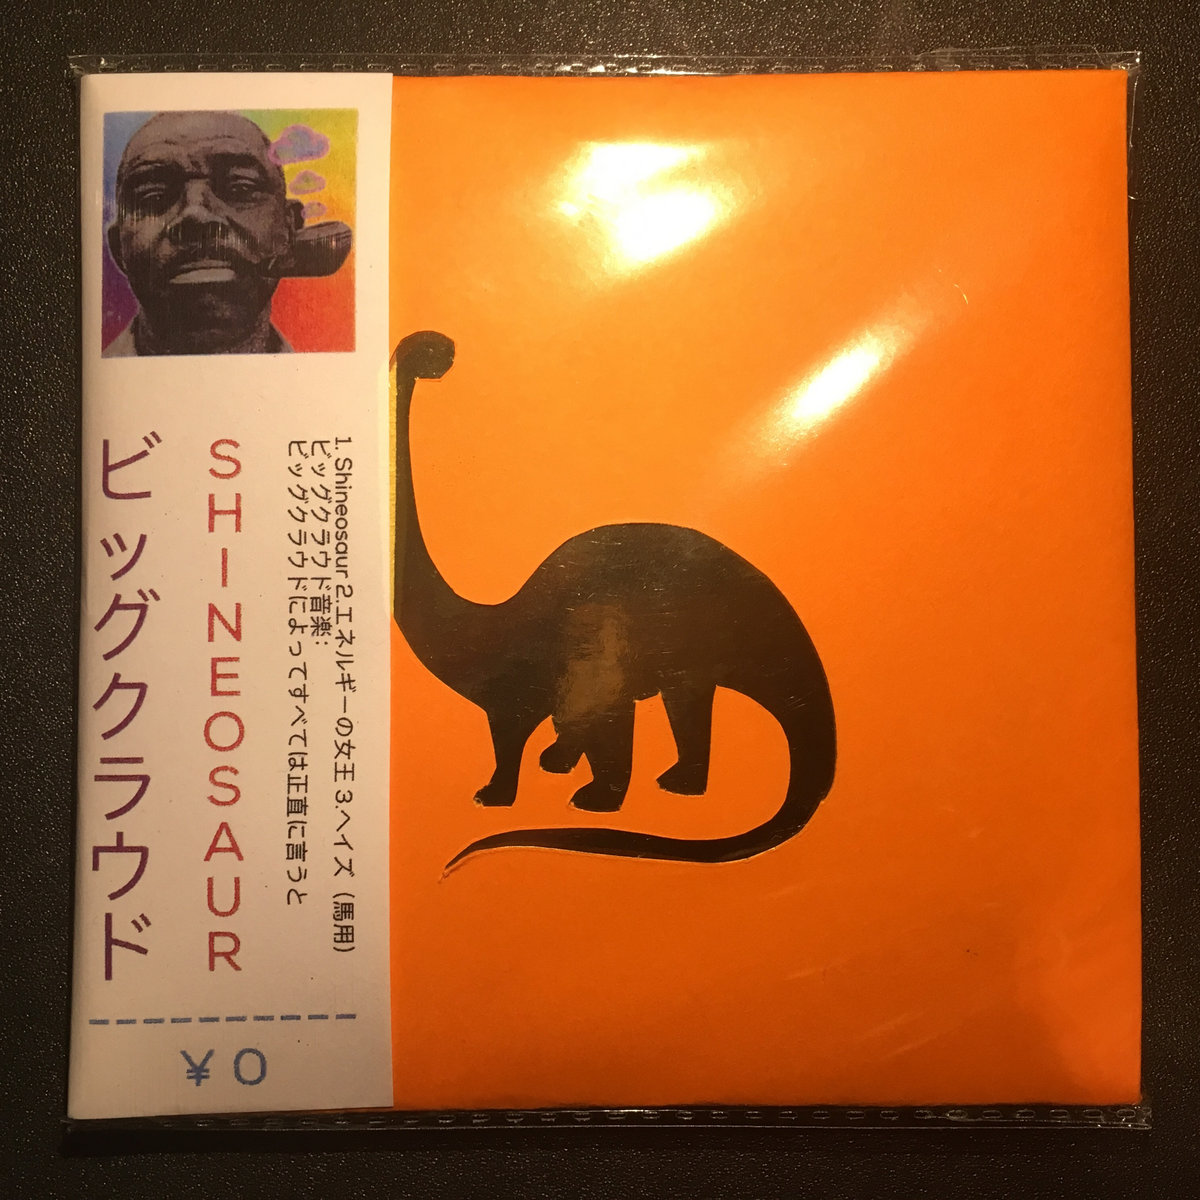 ビッグクラウド
SHINEOSAUR
1. Shineosaur 2.エネルギーの女王 3.ヘイズ (馬用)
ビッグクラウド音楽:
ビッグクラウドによってすべては正直に言うと
¥0